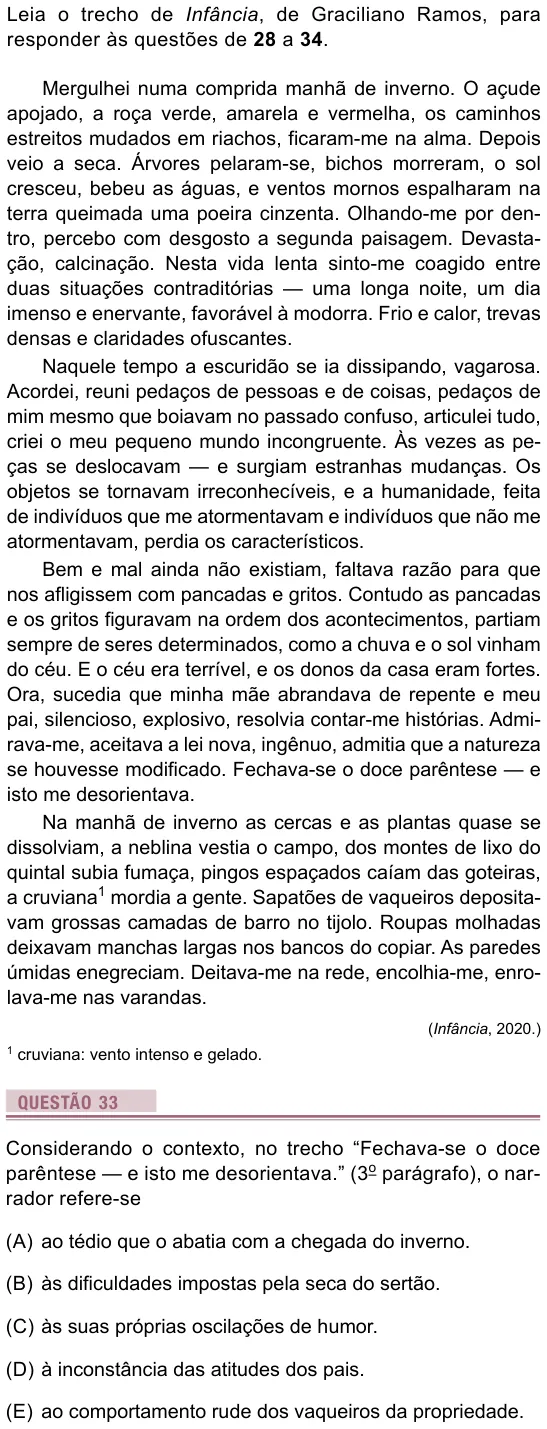 Leia o trecho de Infância, de Graciliano Ramos, para
responder às questões de 28 a 34.
Mergulhei numa comprida manhã de inverno. O açude
apojado, a roça verde, amarela e vermelha, os caminhos
estreitos mudados em riachos, ficaram-me na alma. Depois
veio a seca. Árvores pelaram-se, bichos morreram, o sol
cresceu, bebeu as águas, e ventos mornos espalharam na
terra queimada uma poeira cinzenta. Olhando-me por den-
tro, percebo com desgosto a segunda paisagem. Devasta-
ção, calcinação. Nesta vida lenta sinto-me coagido entre
duas situações contraditórias — uma longa noite, um dia
imenso e enervante, favorável à modorra. Frio e calor, trevas
densas e claridades ofuscantes.
Naquele tempo a escuridão se ia dissipando, vagarosa.
Acordei, reuni pedaços de pessoas e de coisas, pedaços de
mim mesmo que boiavam no passado confuso, articulei tudo,
criei o meu pequeno mundo incongruente. Às vezes as pe-
ças se deslocavam — e surgiam estranhas mudanças. Os
objetos se tornavam irreconhecíveis, e a humanidade, feita
de indivíduos que me atormentavam e indivíduos que não me
atormentavam, perdia os característicos.
Bem e mal ainda não existiam, faltava razão para que
nos afligissem com pancadas e gritos. Contudo as pancadas
e os gritos figuravam na ordem dos acontecimentos, partiam
sempre de seres determinados, como a chuva e o sol vinham
do céu. E o céu era terrível, e os donos da casa eram fortes.
Ora, sucedia que minha mãe abrandava de repente e meu
pai, silencioso, explosivo, resolvia contar-me histórias. Admi-
rava-me, aceitava a lei nova, ingênuo, admitia que a natureza
se houvesse modificado. Fechava-se o doce parêntese — e
isto me desorientava.
Na manhã de inverno as cercas e as plantas quase se
dissolviam, a neblina vestia o campo, dos montes de lixo do
quintal subia fumaça, pingos espaçados caíam das goteiras,
a cruviana¹ mordia a gente. Sapatões de vaqueiros deposita-
vam grossas camadas de barro no tijolo. Roupas molhadas
deixavam manchas largas nos bancos do copiar. As paredes
úmidas enegreciam. Deitava-me na rede, encolhia-me, enro-
lava-me nas varandas.
(Infância, 2020.)
¹ cruviana: vento intenso e gelado.
QUESTÃO 33
Considerando o contexto, no trecho “Fechava-se o doce
parêntese — e isto me desorientava.” (3º parágrafo), o nar-
rador refere-se
(A) ao tédio que o abatia com a chegada do inverno.
(B) às dificuldades impostas pela seca do sertão.
(C) às suas próprias oscilações de humor.
(D) à inconstância das atitudes dos pais.
(E) ao comportamento rude dos vaqueiros da propriedade.